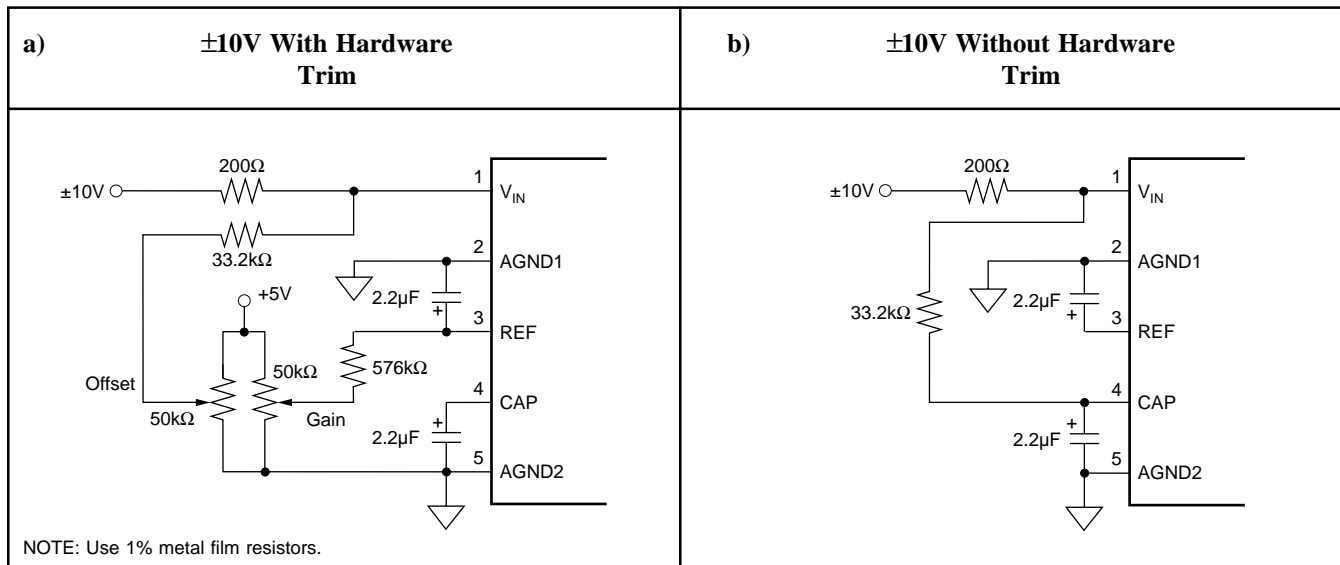 a)
±10V With Hardware
Trim
b)
±10V Without Hardware
Trim
200Ω
±10V
33.2kΩ
+5V
Offset
50kΩ
50kΩ
Gain
576kΩ
2.2µF
+
+
2.2µF
1
V_IN
2
AGND1
3
REF
4
CAP
5
AGND2
NOTE: Use 1% metal film resistors.
200Ω
±10V
33.2kΩ
2.2µF
+
+
2.2µF
1
V_IN
2
AGND1
3
REF
4
CAP
5
AGND2